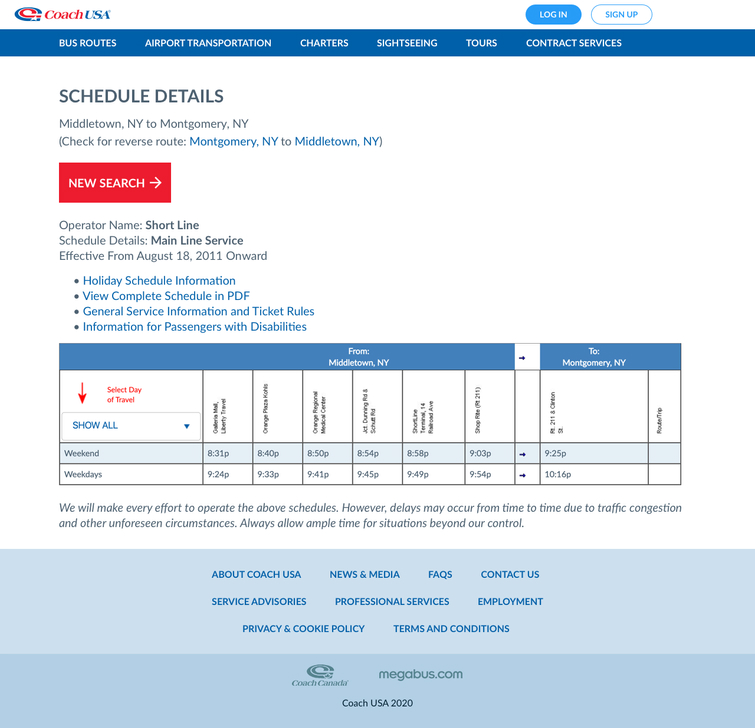 Coach USA
LOG IN
SIGN UP
BUS ROUTES AIRPORT TRANSPORTATION CHARTERS SIGHTSEEING TOURS CONTRACT SERVICES
SCHEDULE DETAILS
Middletown, NY to Montgomery, NY
(Check for reverse route: Montgomery, NY to Middletown, NY)
NEW SEARCH →
Operator Name: Short Line
Schedule Details: Main Line Service
Effective From August 18, 2011 Onward
• Holiday Schedule Information
• View Complete Schedule in PDF
• General Service Information and Ticket Rules
• Information for Passengers with Disabilities
From:
Middletown, NY
→
To:
Montgomery, NY
Select Day
of Travel
SHOW ALL
Galleria Mall,
Liberty Travel
Orange Plaza-Kohls
Orange Regional
Medical Center
Jct. Dunning Rd &
Schutt Rd
ShortLine
Terminal, 14
Railroad Ave
Shop Rite (Rt 211)
Rt. 211 & Clinton
St.
Route/Trip
Weekend 8:31p 8:40p 8:50p 8:54p 8:58p 9:03p → 9:25p
Weekdays 9:24p 9:33p 9:41p 9:45p 9:49p 9:54p → 10:16p
We will make every effort to operate the above schedules. However, delays may occur from time to time due to traffic congestion
and other unforeseen circumstances. Always allow ample time for situations beyond our control.
ABOUT COACH USA NEWS & MEDIA FAQS CONTACT US
SERVICE ADVISORIES PROFESSIONAL SERVICES EMPLOYMENT
PRIVACY & COOKIE POLICY TERMS AND CONDITIONS
Coach Canada
megabus.com
Coach USA 2020